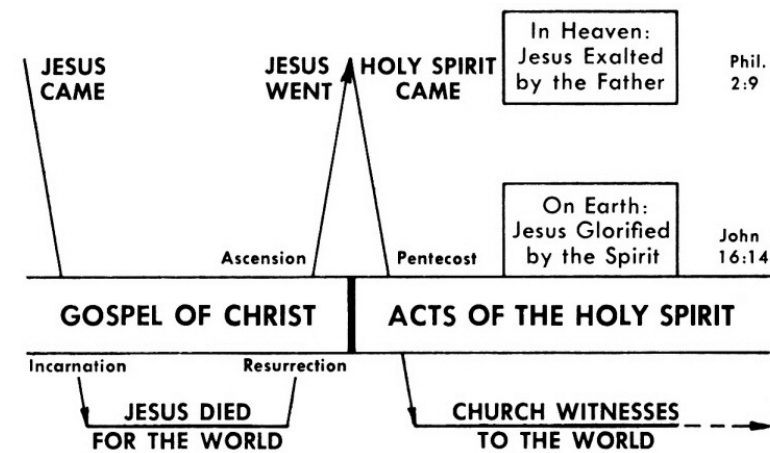 JESUS
CAME
JESUS
WENT
HOLY SPIRIT
CAME
In Heaven:
Jesus Exalted
by the Father
Phil.
2:9
On Earth:
Jesus Glorified
by the Spirit
John
16:14
Ascension
Pentecost
GOSPEL OF CHRIST
ACTS OF THE HOLY SPIRIT
Incarnation
Resurrection
JESUS DIED
FOR THE WORLD
CHURCH WITNESSES
TO THE WORLD